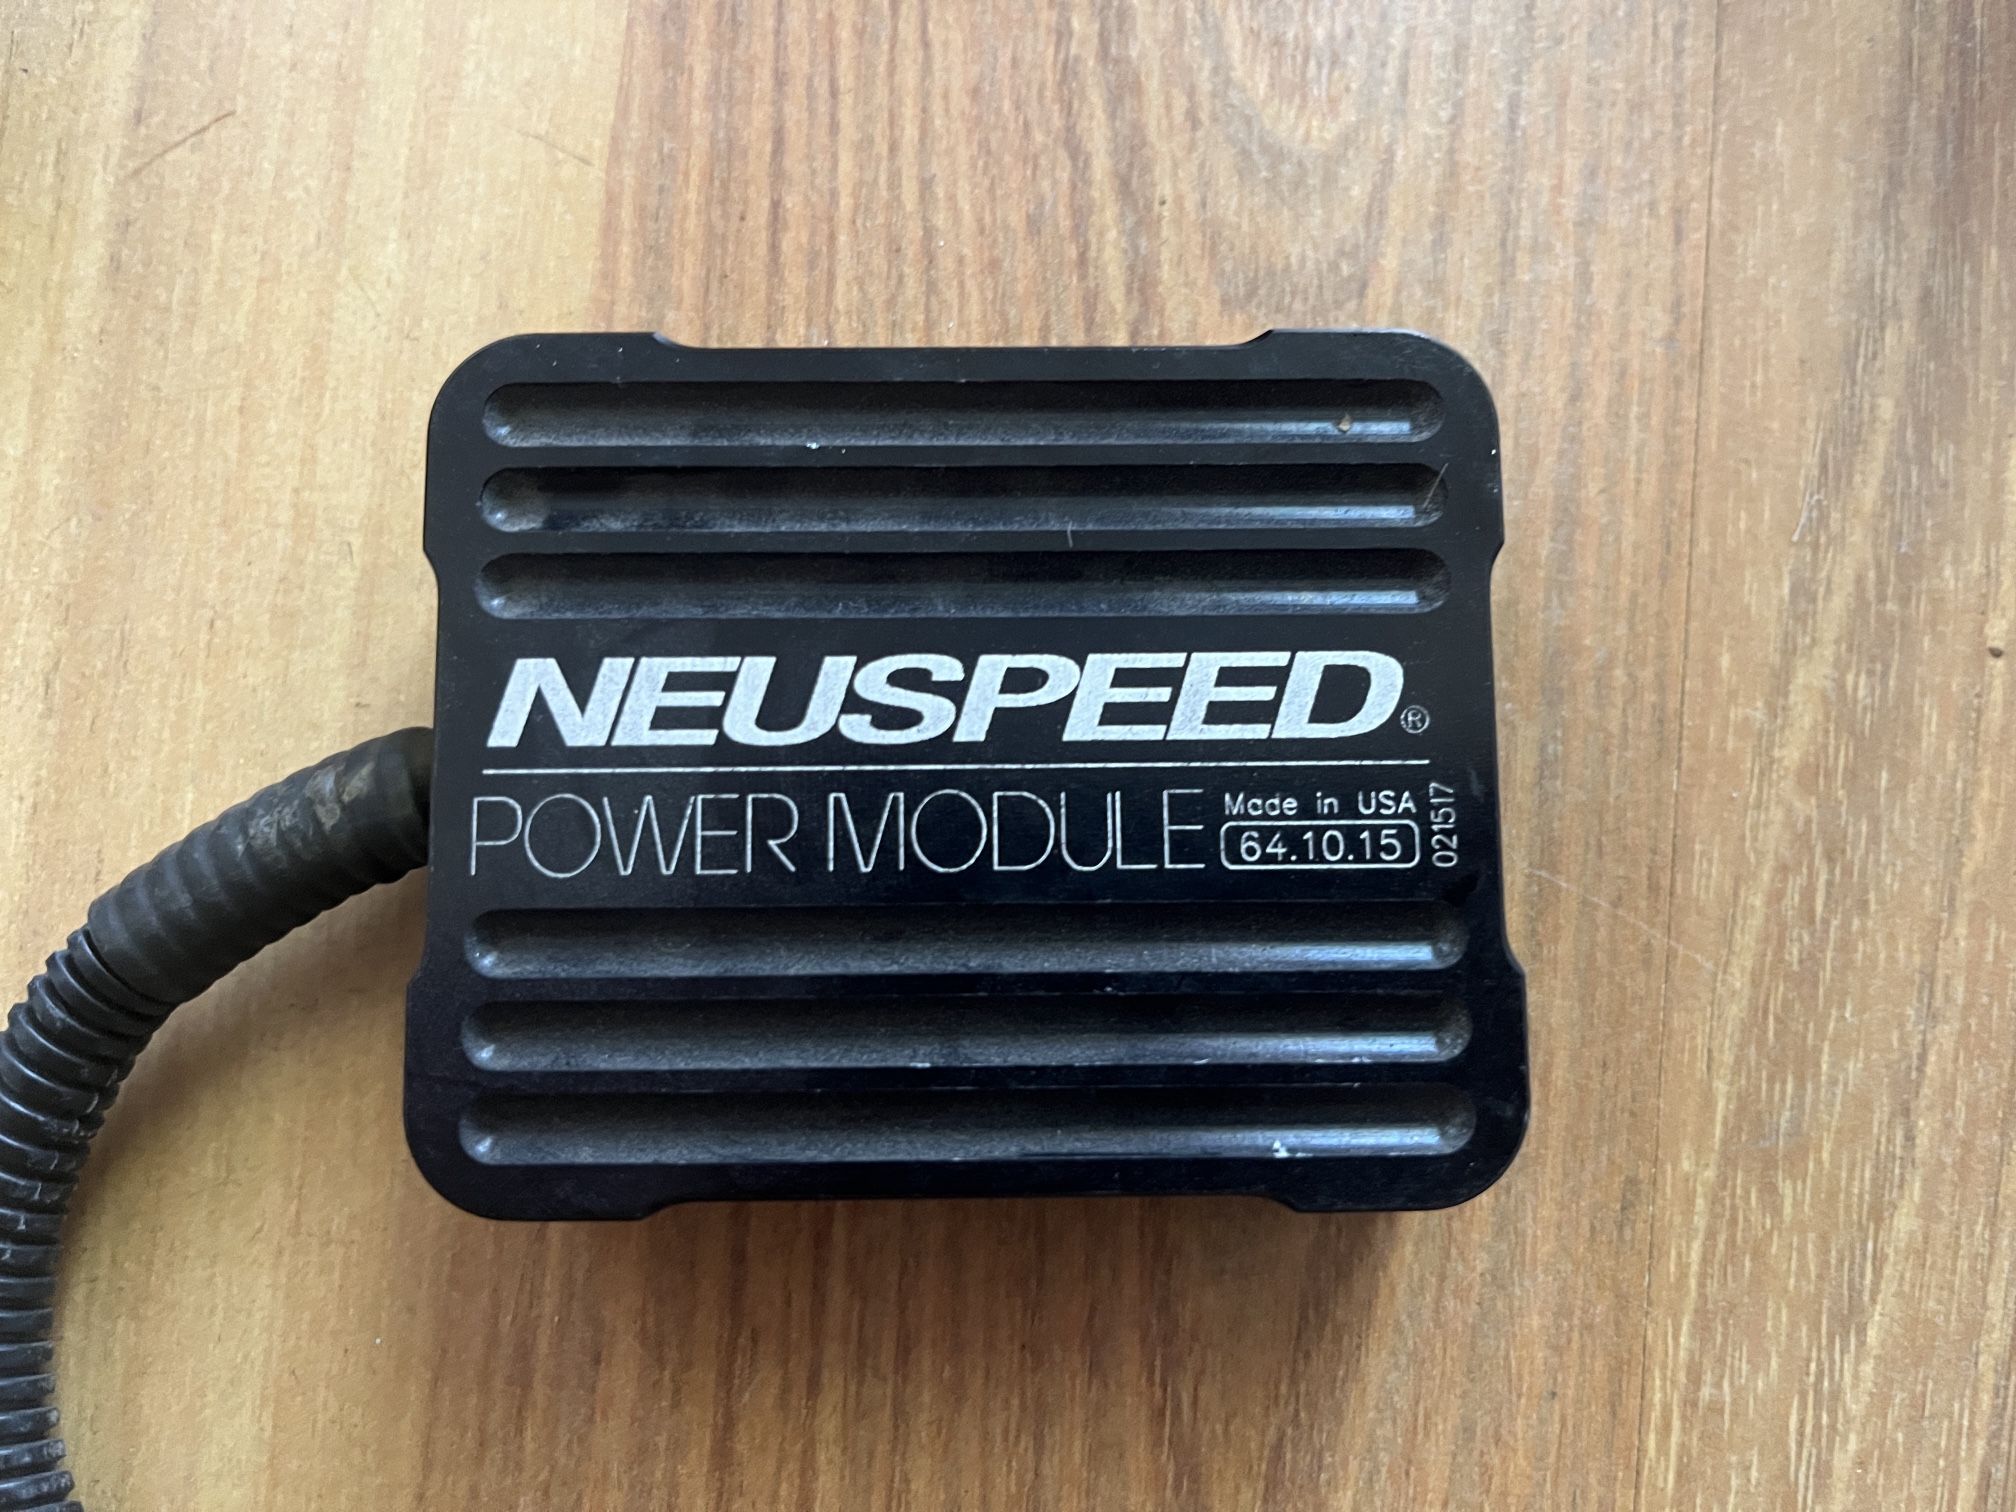 NEUSPEED®
POWER MODULE
Made in USA
64.10.15
021517